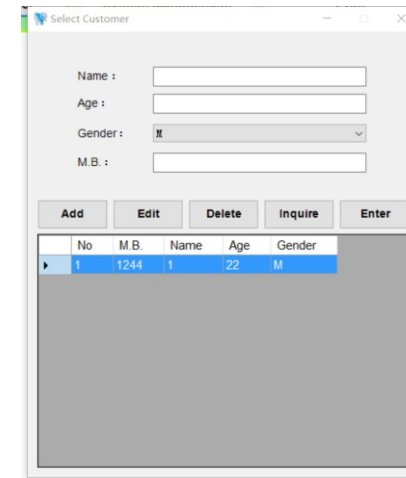 Select Customer
Name :
Age :
Gender : M
M.B. :
Add Edit Delete Inquire Enter
No M.B. Name Age Gender
1 1244 1 22 M